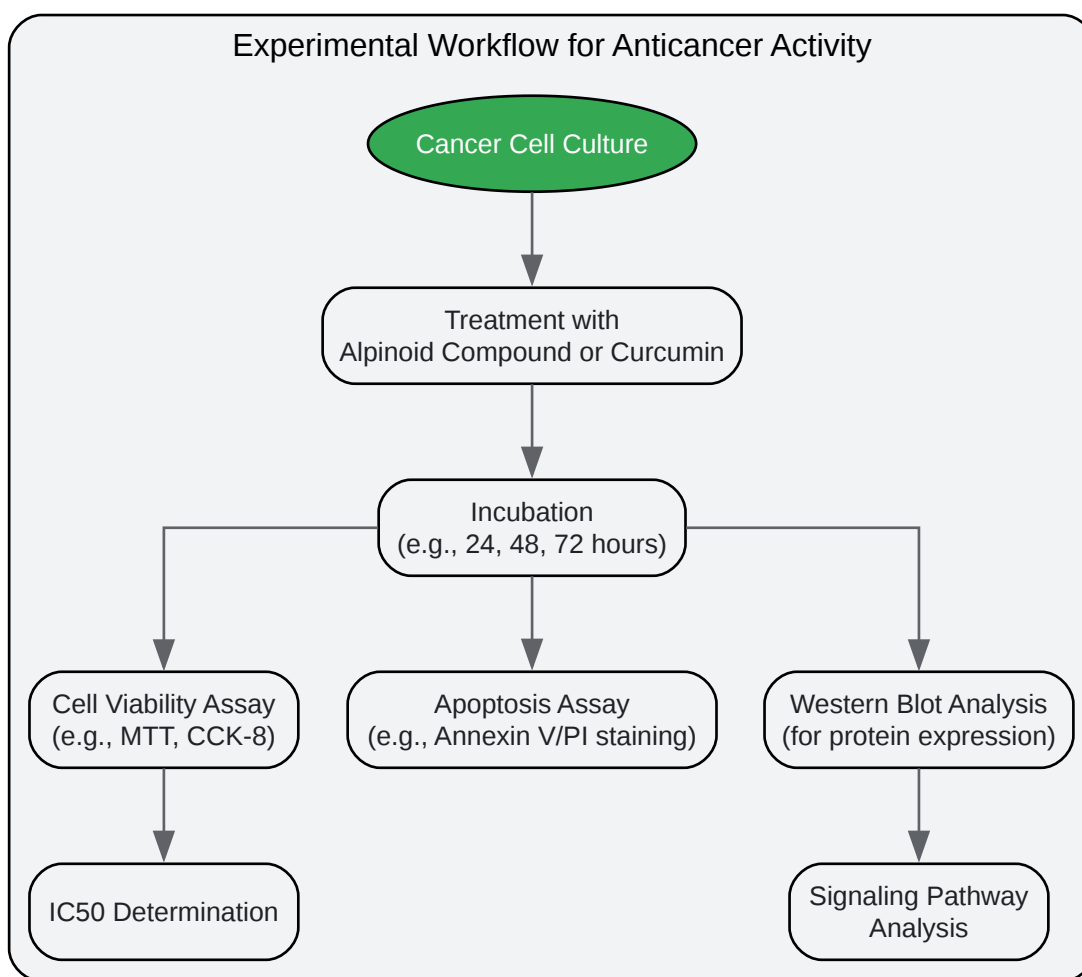 Experimental Workflow for Anticancer Activity
Cancer Cell Culture
Treatment with
Alpinoid Compound or Curcumin
Incubation
(e.g., 24, 48, 72 hours)
Cell Viability Assay
(e.g., MTT, CCK-8)
Apoptosis Assay
(e.g., Annexin V/PI staining)
Western Blot Analysis
(for protein expression)
IC50 Determination
Signaling Pathway
Analysis